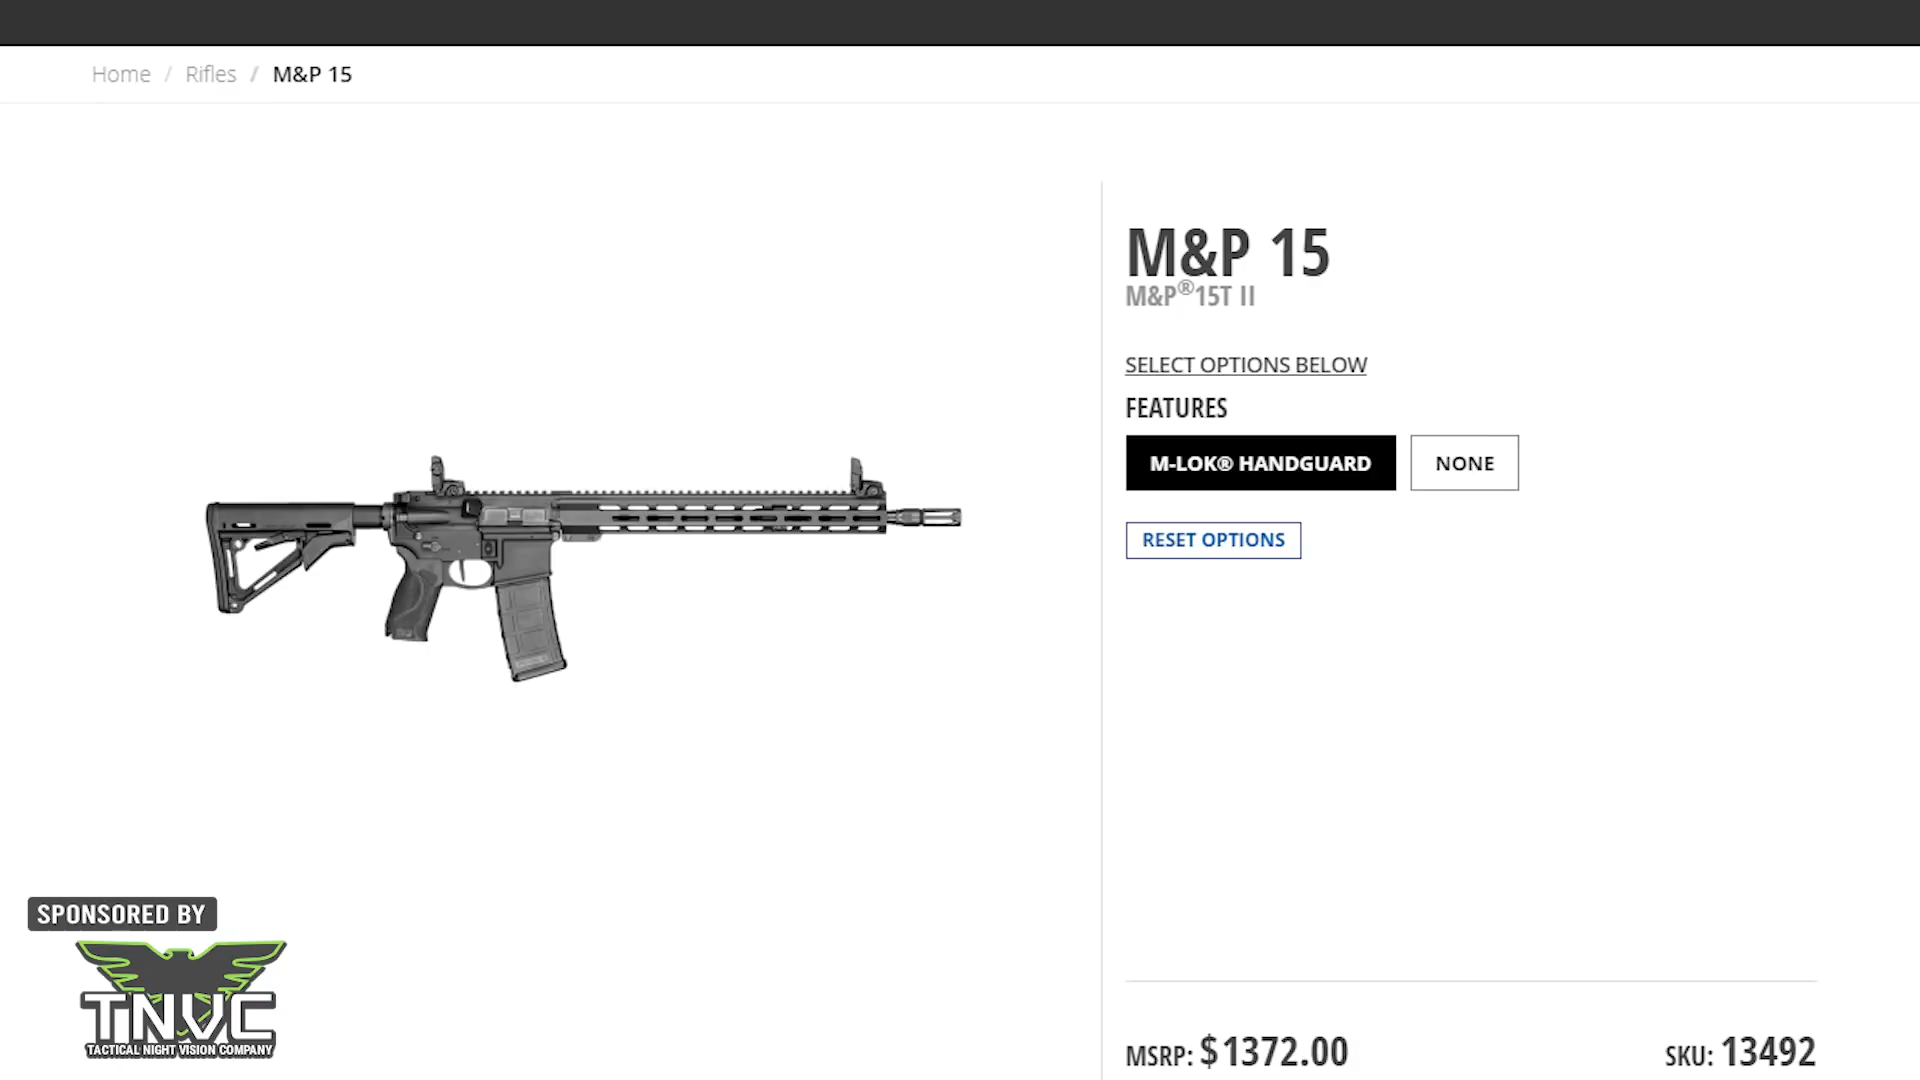 Home / Rifles / M&P 15
M&P 15
M&P®15T II
SELECT OPTIONS BELOW
FEATURES
M-LOK® HANDGUARD
NONE
RESET OPTIONS
SPONSORED BY
TNVC
TACTICAL NIGHT VISION COMPANY
MSRP: $1372.00
SKU: 13492